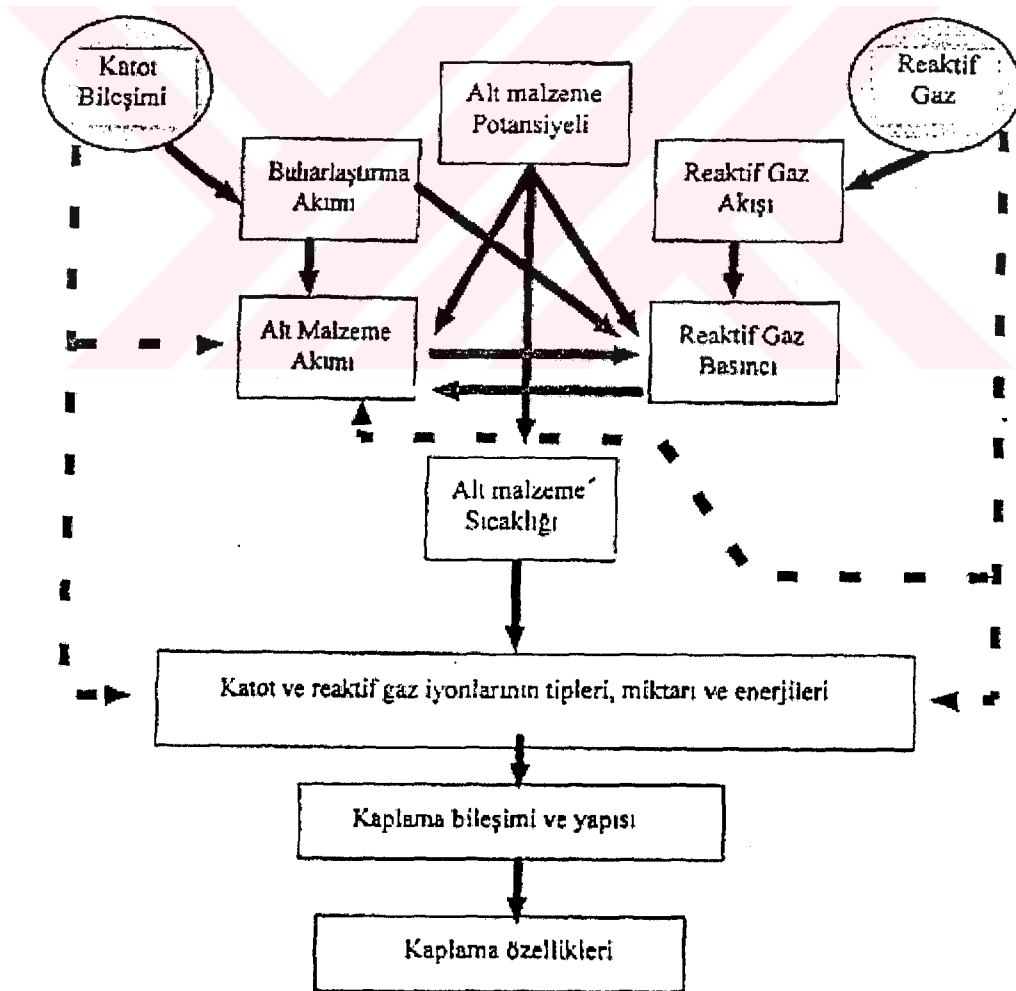 Katot
Bileşimi
Alt malzeme
Potansiyeli
Reaktif
Gaz
Buharlaştırma
Akımı
Reaktif Gaz
Akışı
Alt Malzeme
Akımı
Reaktif Gaz
Basıncı
Alt malzeme
Sıcaklığı
Katot ve reaktif gaz iyonlarının tipleri, miktarı ve enerjileri
Kaplama bileşimi ve yapısı
Kaplama özellikleri